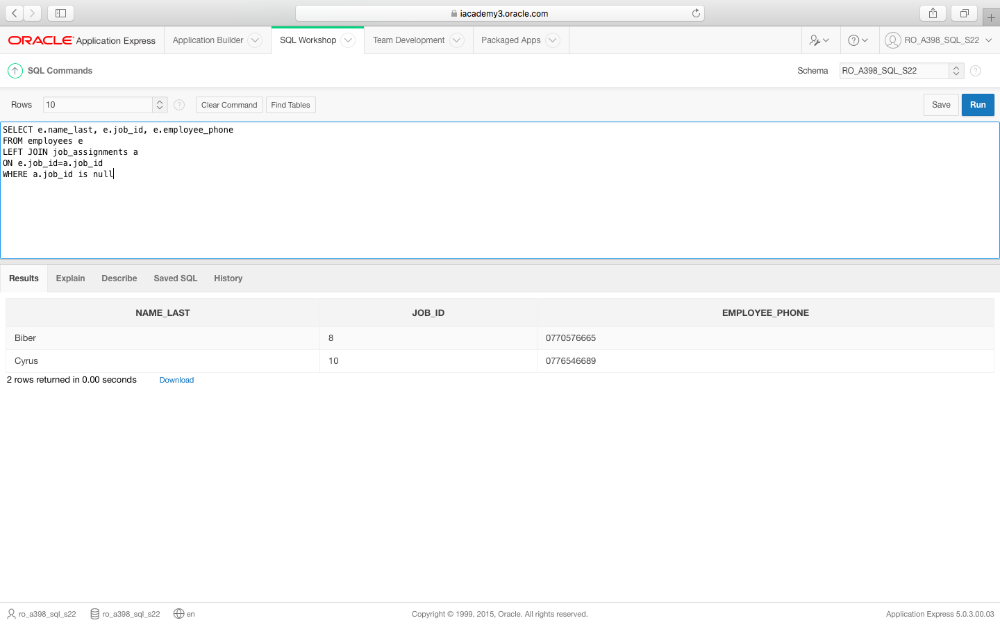 iacademy3.oracle.com
ORACLE Application Express Application Builder SQL Workshop Team Development Packaged Apps RO_A398_SQL_S22
SQL Commands Schema RO_A398_SQL_S22
Rows 10 Clear Command Find Tables Save Run
SELECT e.name_last, e.job_id, e.employee_phone
FROM employees e
LEFT JOIN job_assignments a
ON e.job_id=a.job_id
WHERE a.job_id is null
Results Explain Describe Saved SQL History
NAME_LAST JOB_ID EMPLOYEE_PHONE
Biber 8 0770576665
Cyrus 10 0776546689
2 rows returned in 0.00 seconds Download
ro_a398_sql_s22 ro_a398_sql_s22 en Copyright © 1999, 2015, Oracle. All rights reserved. Application Express 5.0.3.00.03